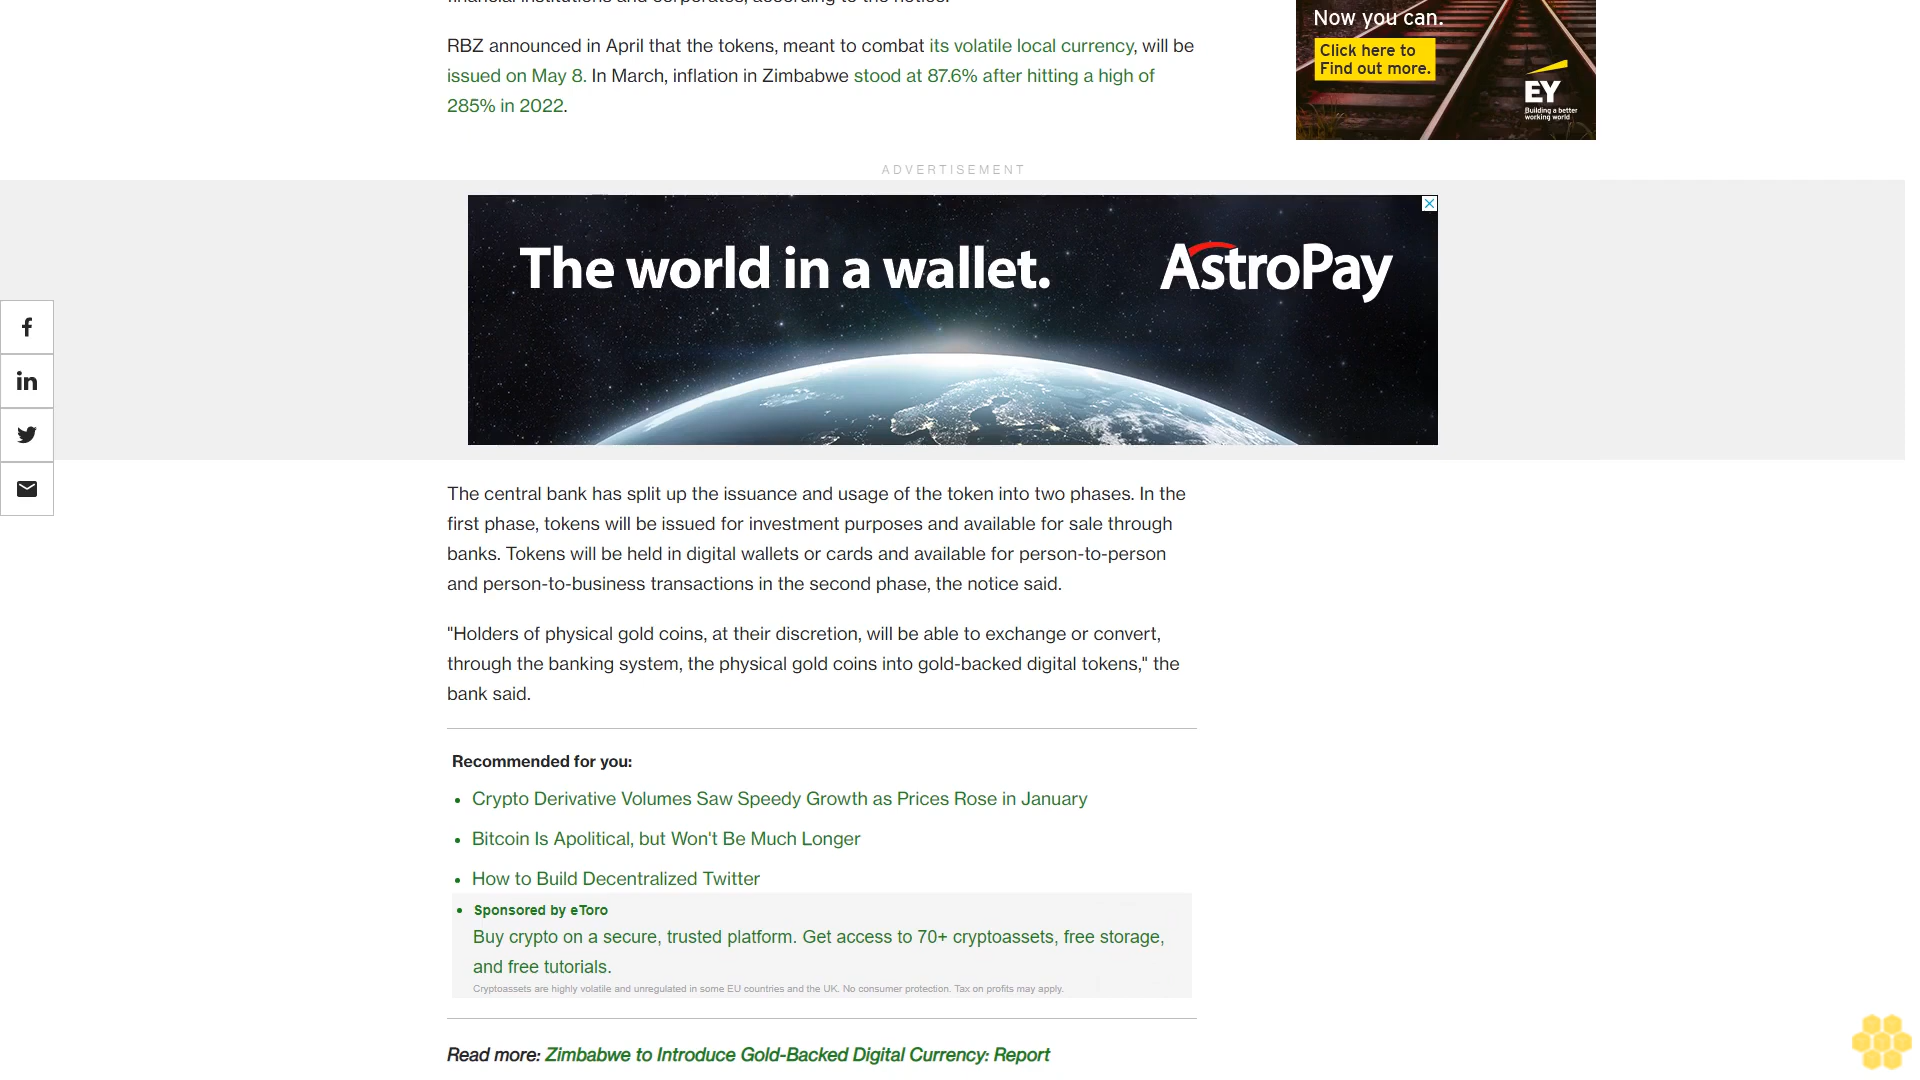 financial institutions and corporates, according to the notice.
RBZ announced in April that the tokens, meant to combat its volatile local currency, will be
issued on May 8. In March, inflation in Zimbabwe stood at 87.6% after hitting a high of
285% in 2022.
Now you can.
Click here to
Find out more.
EY
Building a better
working world
ADVERTISEMENT
The world in a wallet.
AstroPay
The central bank has split up the issuance and usage of the token into two phases. In the
first phase, tokens will be issued for investment purposes and available for sale through
banks. Tokens will be held in digital wallets or cards and available for person-to-person
and person-to-business transactions in the second phase, the notice said.
"Holders of physical gold coins, at their discretion, will be able to exchange or convert,
through the banking system, the physical gold coins into gold-backed digital tokens," the
bank said.
Recommended for you:
• Crypto Derivative Volumes Saw Speedy Growth as Prices Rose in January
• Bitcoin Is Apolitical, but Won't Be Much Longer
• How to Build Decentralized Twitter
• Sponsored by eToro
Buy crypto on a secure, trusted platform. Get access to 70+ cryptoassets, free storage,
and free tutorials.
Cryptoassets are highly volatile and unregulated in some EU countries and the UK. No consumer protection. Tax on profits may apply.
Read more: Zimbabwe to Introduce Gold-Backed Digital Currency: Report